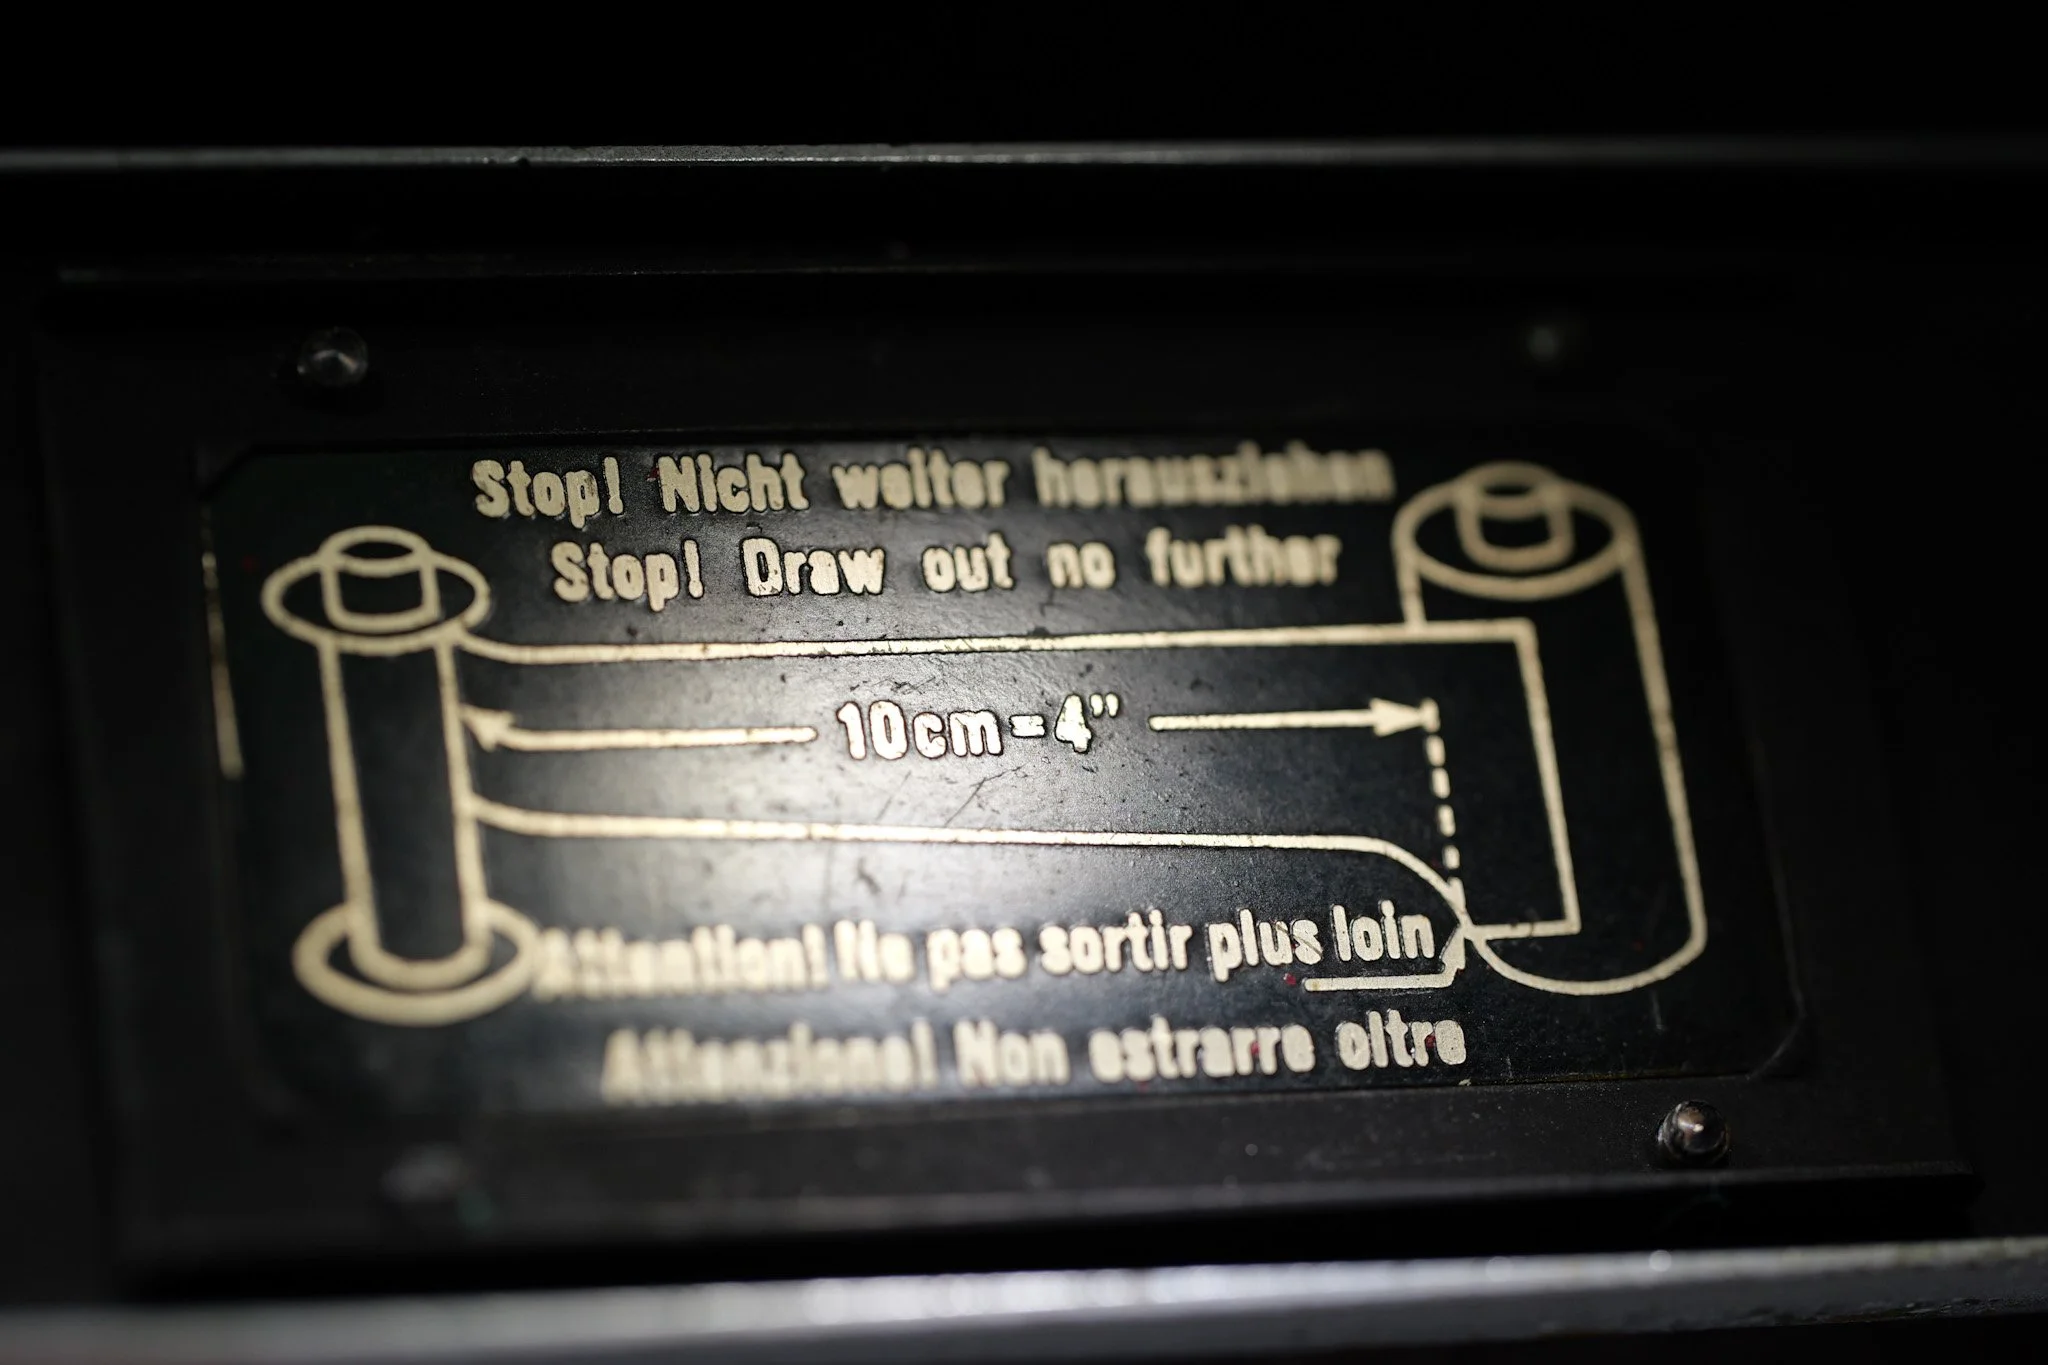 Stop! Nicht weiter herausziehen
Stop! Draw out no further
10cm=4"
Attention! Ne pas sortir plus loin
Attenzione! Non estrarre oltre